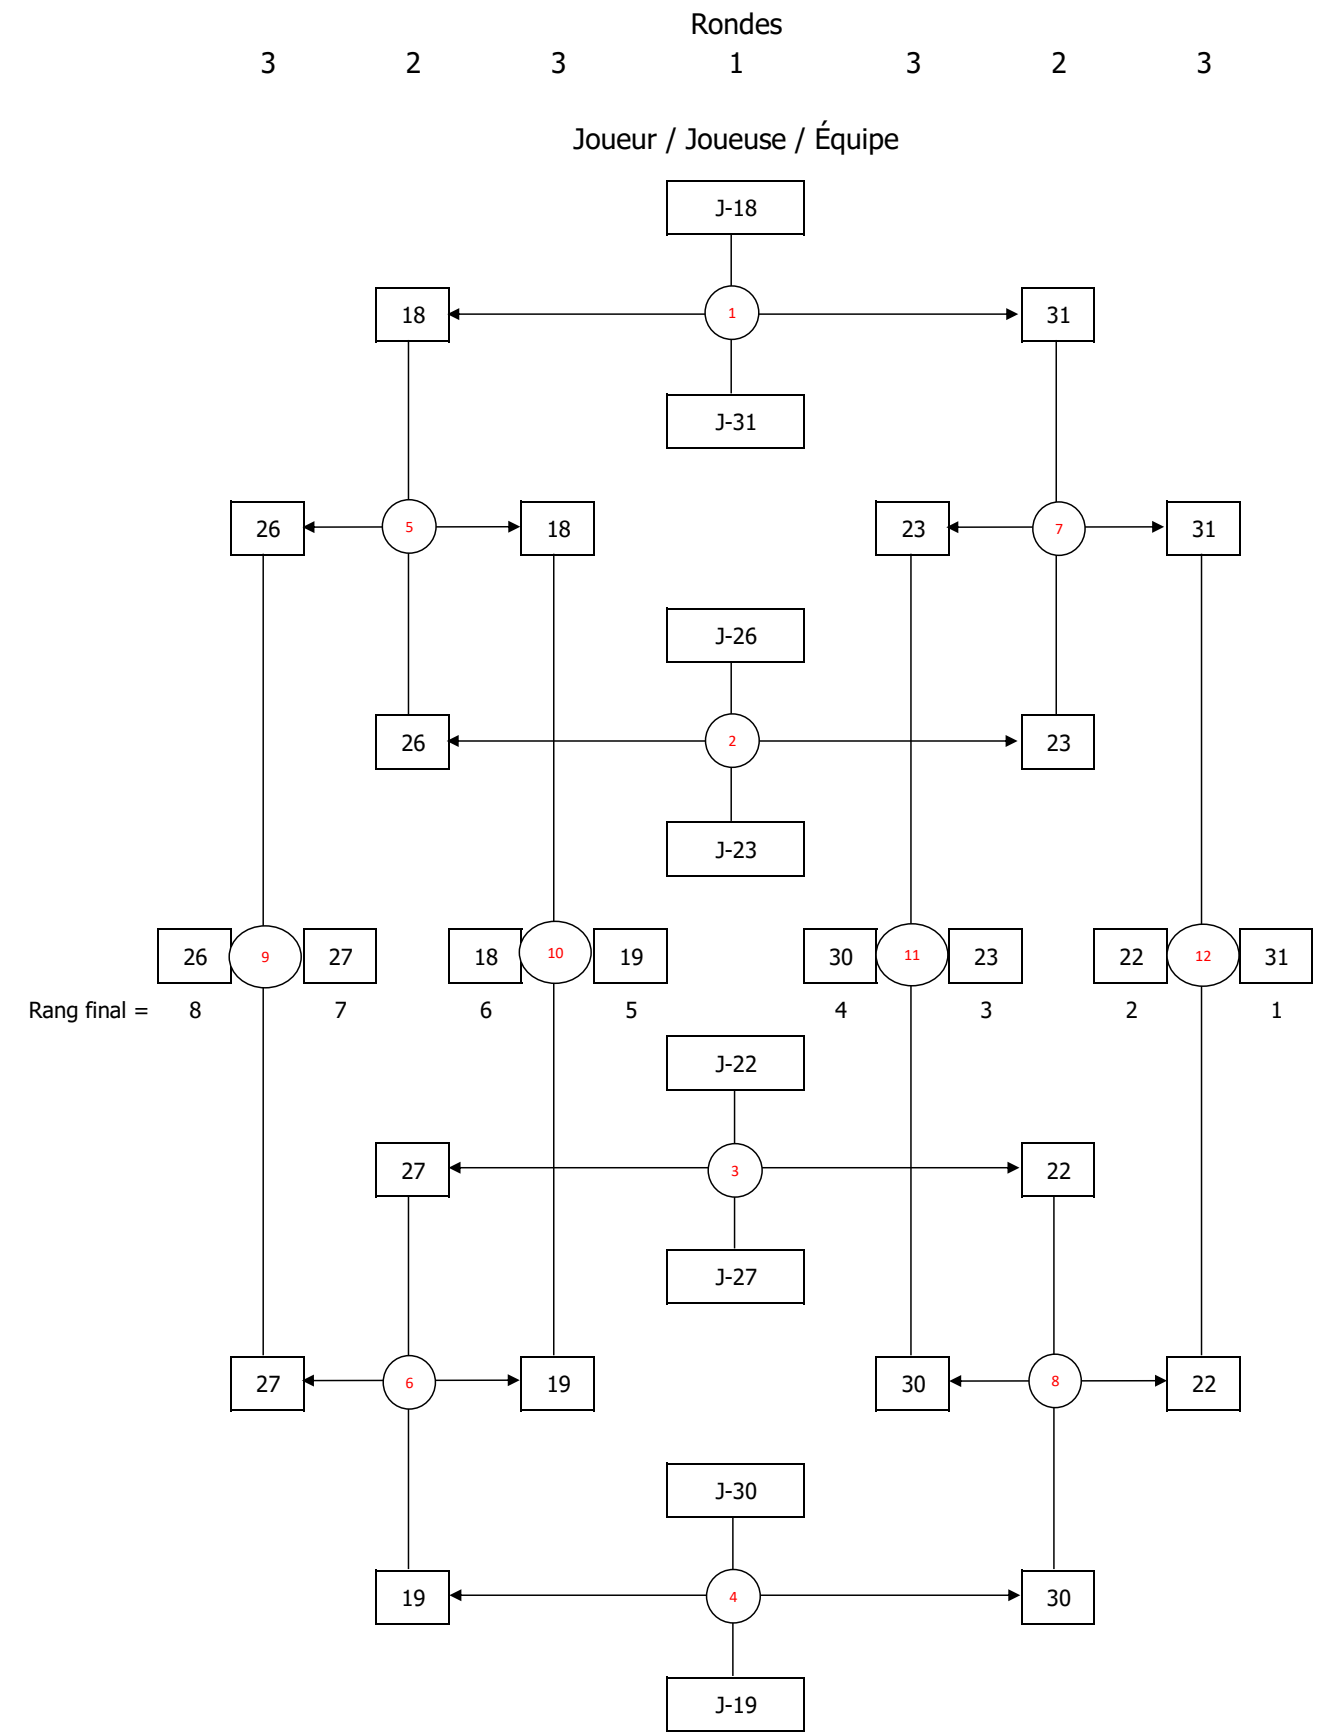 Rondes
3 2 3 1 3 2 3
Joueur / Joueuse / Équipe
J-18
18 1 31
J-31
26 5 18 23 7 31
J-26
26 2 23
J-23
26 9 27 18 10 19 30 11 23 22 12 31
Rang final = 8 7 6 5 4 3 2 1
J-22
27 3 22
J-27
27 6 19 30 8 22
J-30
19 4 30
J-19